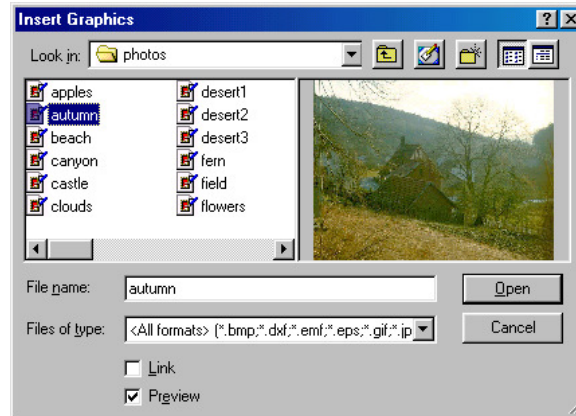 Insert Graphics
Look in: photos
apples desert1
autumn desert2
beach desert3
canyon fern
castle field
clouds flowers
File name: autumn Open
Files of type: <All formats> (*.bmp;*.dxf;*.emf;*.eps;*.gif;*.jp Cancel
Link
Preview